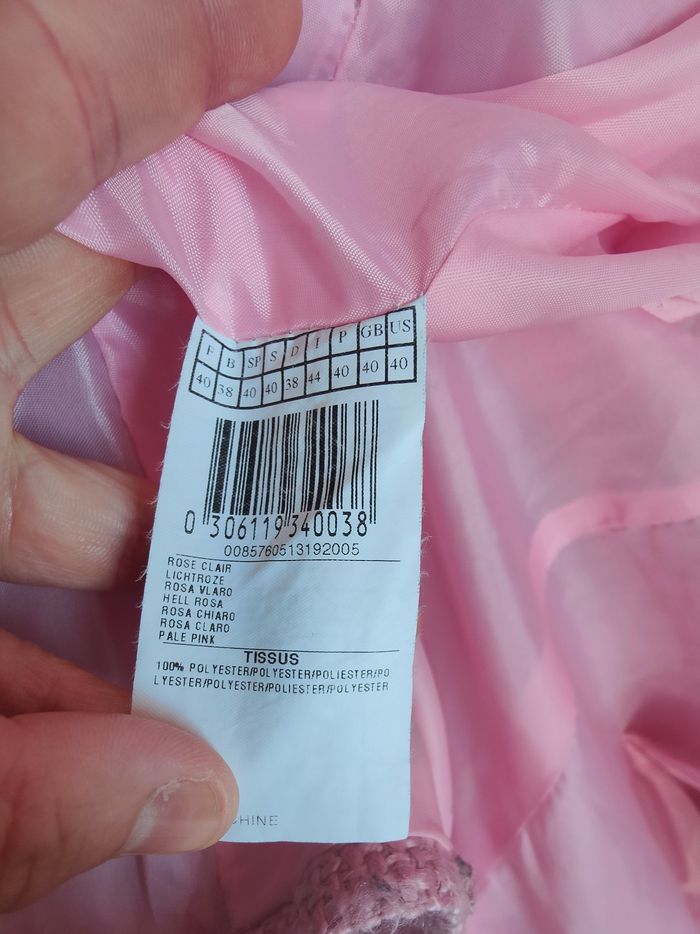 F B SP S D I P GB US
40 38 40 40 38 44 40 40 40
0 306119 340038
0085760513192005
ROSE CLAIR
LICHTROZE
ROSA VLARO
HELL ROSA
ROSA CHIARO
ROSA CLARO
PALE PINK
TISSUS
100% POLYESTER/POLYESTER/POLIESTER/PO
LYESTER/POLYESTER/POLIESTER/POLYESTER
HINE